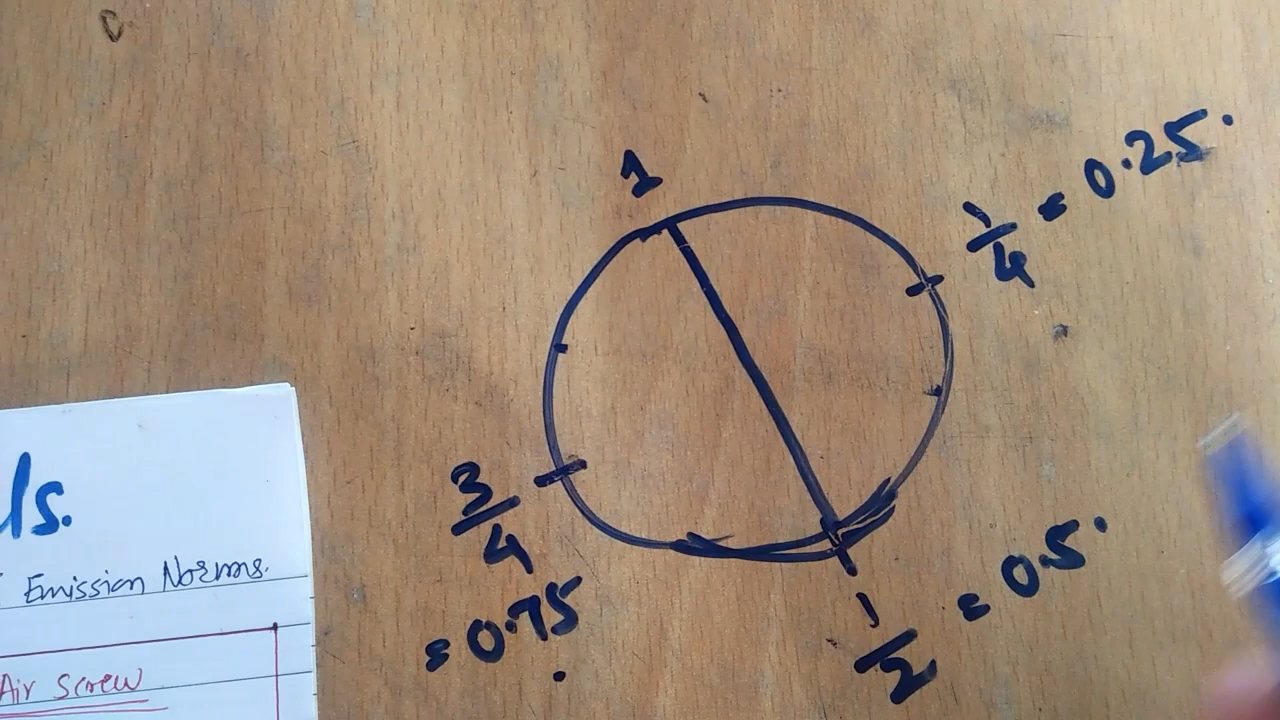 1
1/4 = 0.25.
3/4
= 0.75
1/2 = 0.5.
ls.
Emission Norms.
Air Screw